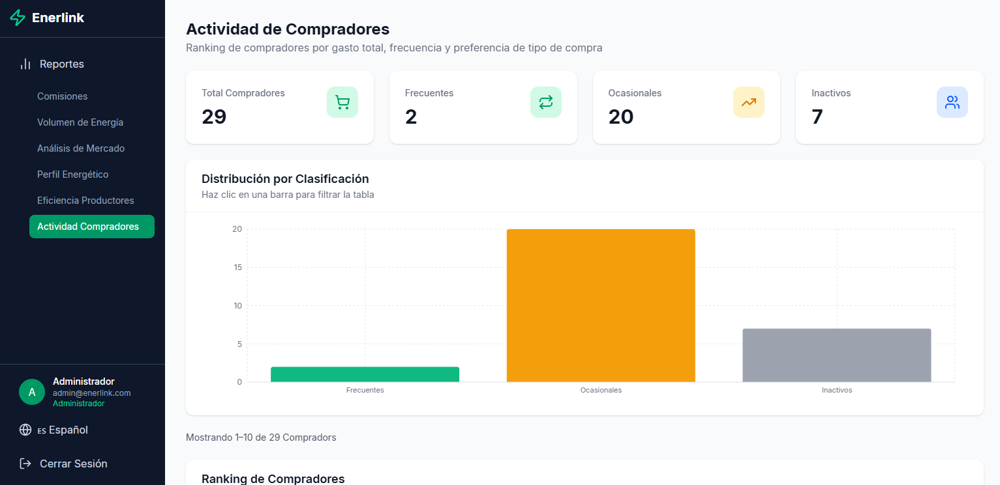 Enerlink
Reportes
Comisiones
Volumen de Energía
Análisis de Mercado
Perfil Energético
Eficiencia Productores
Actividad Compradores
A
Administrador
admin@enerlink.com
Administrador
ES Español
Cerrar Sesión
Actividad de Compradores
Ranking de compradores por gasto total, frecuencia y preferencia de tipo de compra
Total Compradores
29
Frecuentes
2
Ocasionales
20
Inactivos
7
Distribución por Clasificación
Haz clic en una barra para filtrar la tabla
20
15
10
5
0
Frecuentes
Ocasionales
Inactivos
Mostrando 1–10 de 29 Compradors
Ranking de Compradores